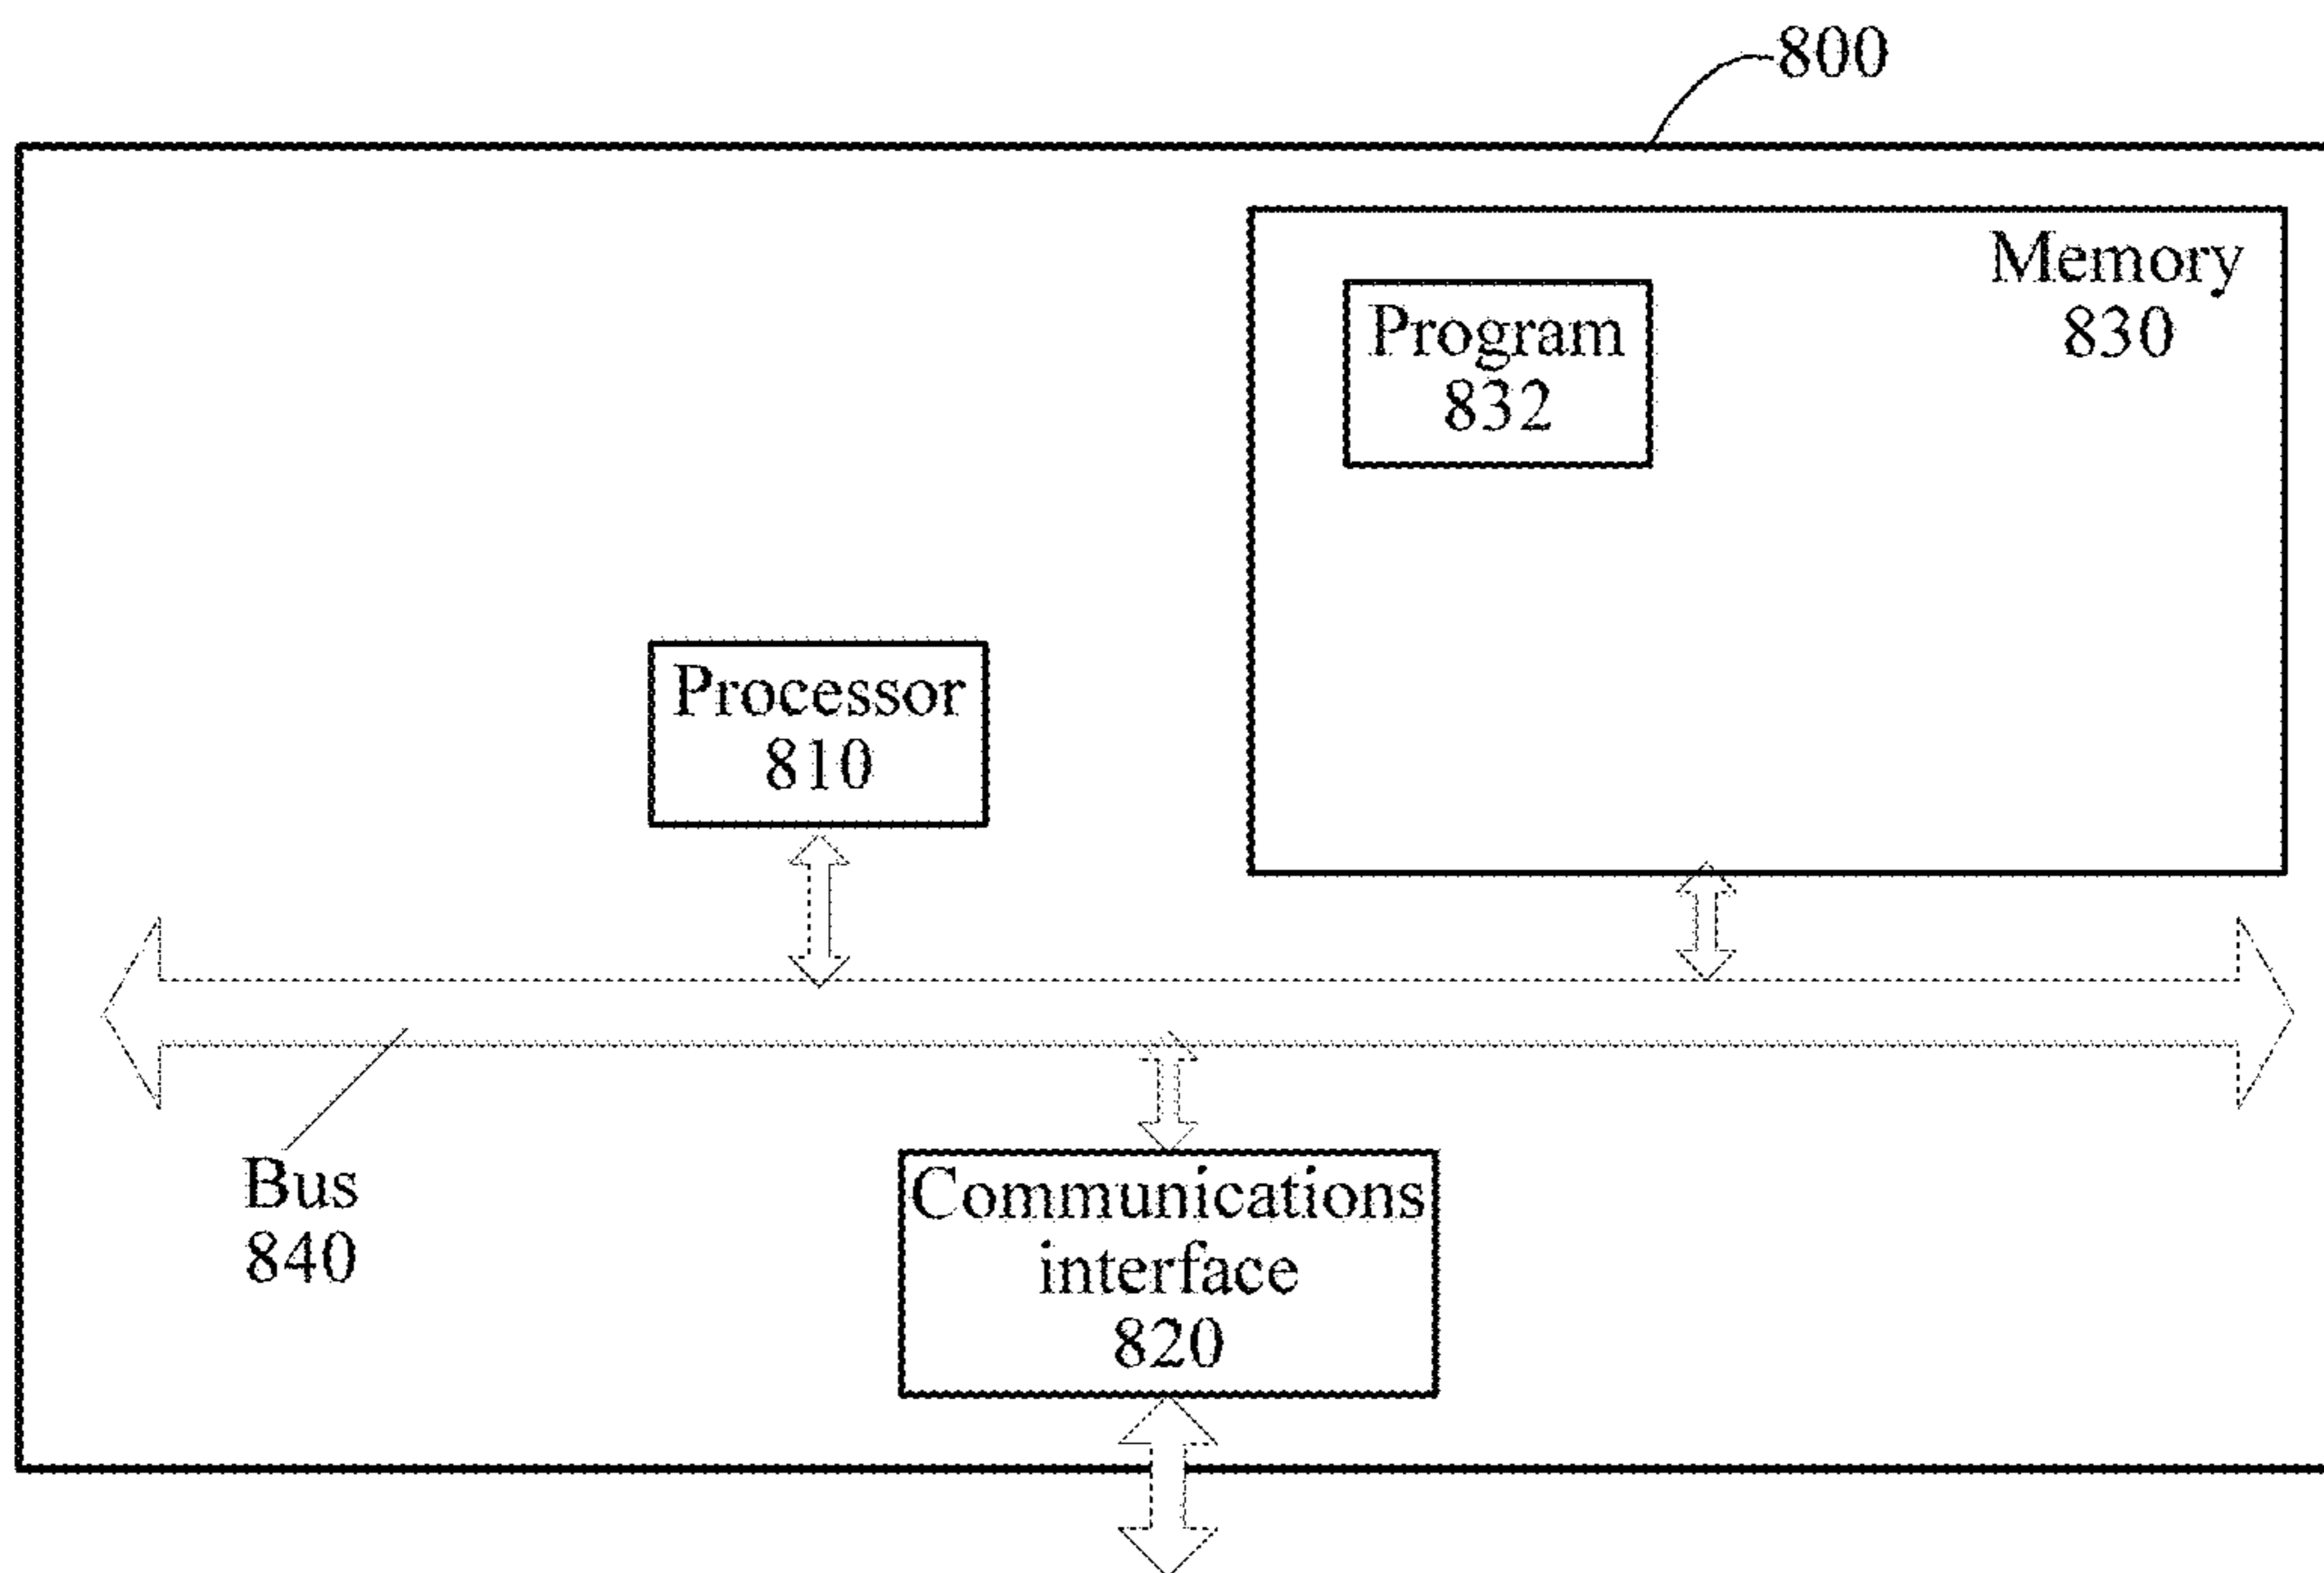 800
Memory
830
Program
832
Processor
810
Bus
840
Communications
interface
820